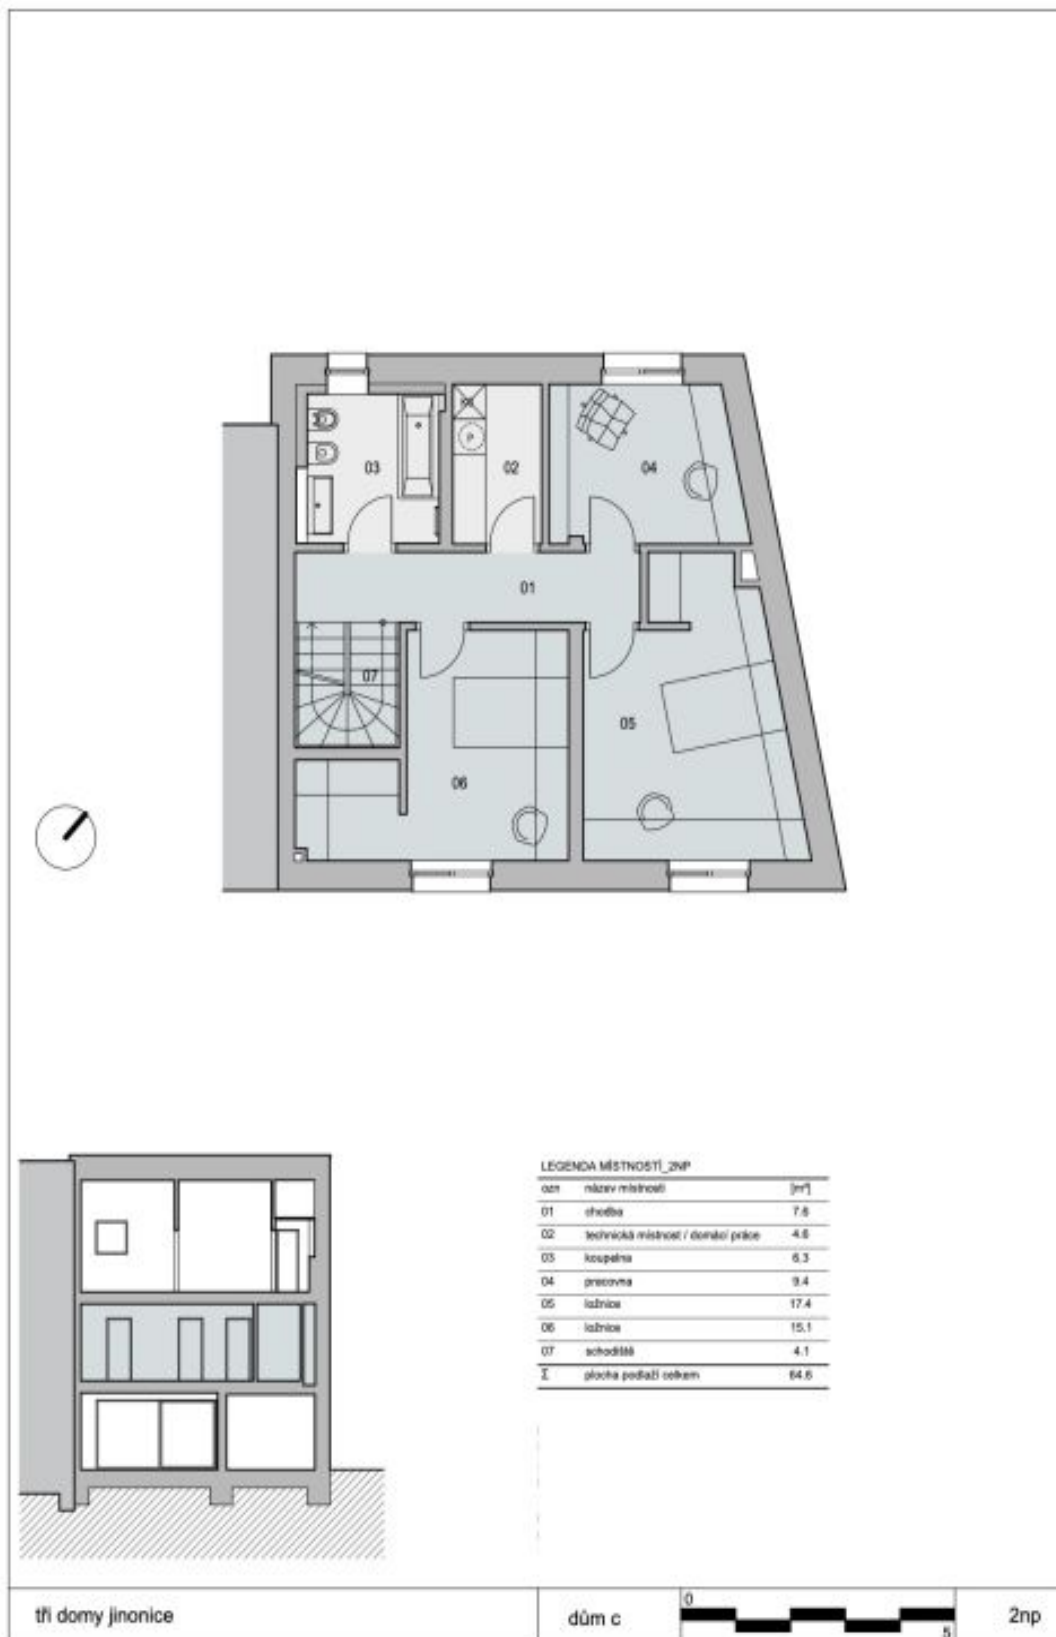 03
02
04
01
07
05
06
LEGENDA MÍSTNOSTÍ_2NP
ozn název místnosti [m²]
01 chodba 7.6
02 technická místnost / domácí práce 4.6
03 koupelna 6.3
04 pracovna 9.4
05 ložnice 17.4
06 ložnice 15.1
07 schodiště 4.1
Σ plocha podlaží celkem 64.6
tři domy jinonice
dům c
0
5
2np